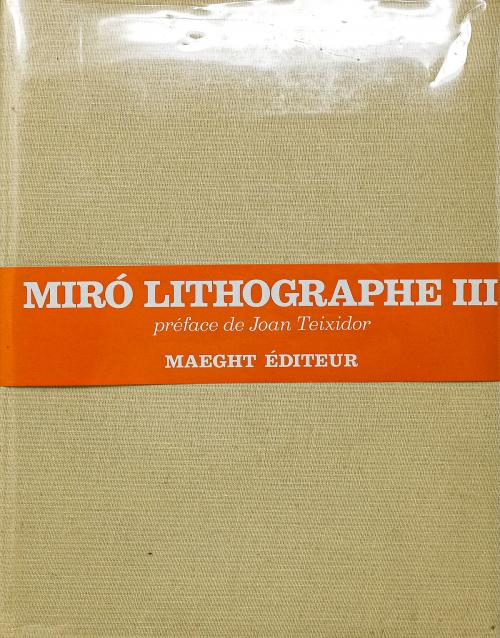 MIRÓ LITHOGRAPHE III
préface de Joan Teixidor
MAEGHT ÉDITEUR